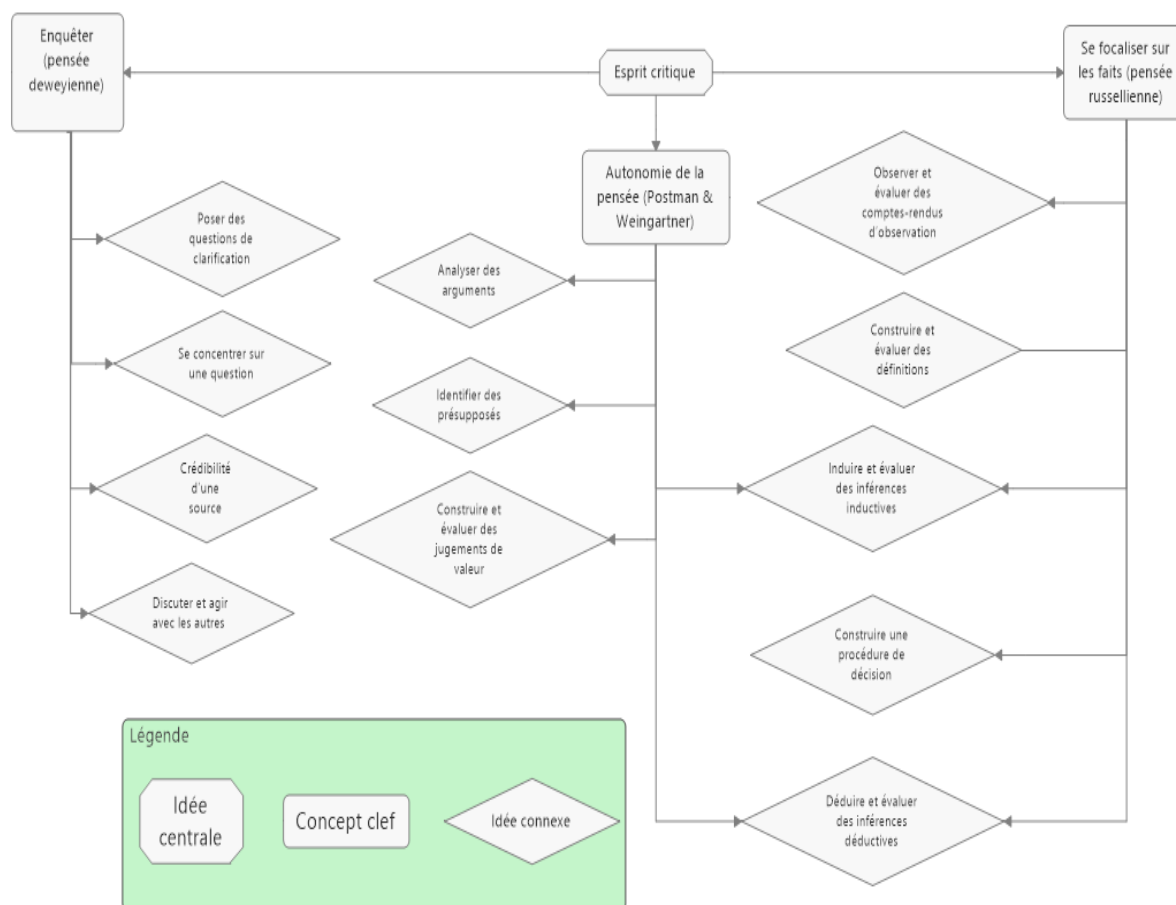 Enquêter
(pensée
deweyienne)
Esprit critique
Se focaliser sur
les faits (pensée
russellienne)
Autonomie de la
pensée (Postman &
Weingartner)
Poser des
questions de
clarification
Se concentrer sur
une question
Crédibilité
d'une
source
Discuter et agir
avec les autres
Analyser des
arguments
Identifier des
présupposés
Construire et
évaluer des
jugements de
valeur
Observer et
évaluer des
comptes-rendus
d'observation
Construire et
évaluer des
définitions
Induire et évaluer
des inférences
inductives
Construire une
procédure de
décision
Déduire et évaluer
des inférences
déductives
Légende
Idée
centrale
Concept clef
Idée connexe